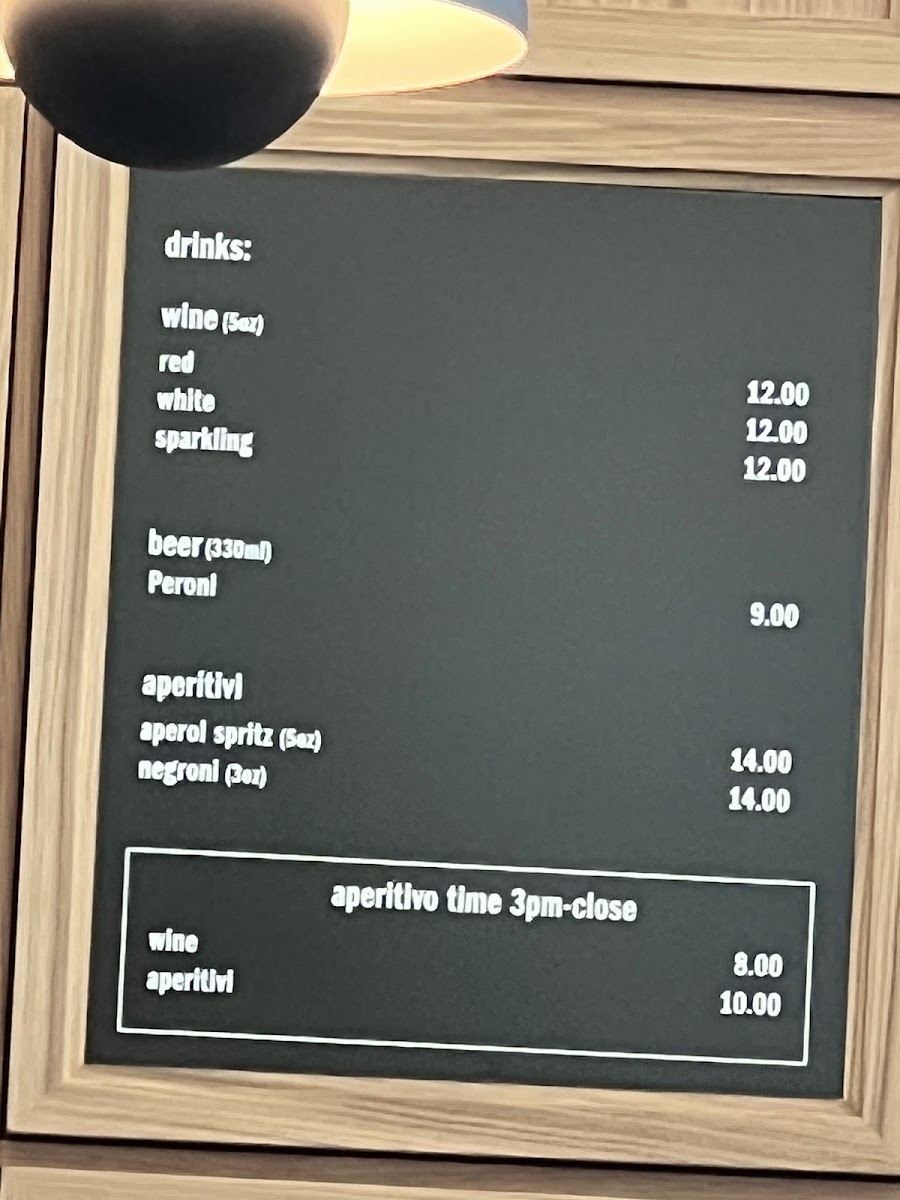 drinks:
wine (5oz)
red 12.00
white 12.00
sparkling 12.00
beer (330ml)
Peroni 9.00
aperitivi
aperol spritz (5oz) 14.00
negroni (3oz) 14.00
aperitivo time 3pm-close
wine 8.00
aperitivi 10.00